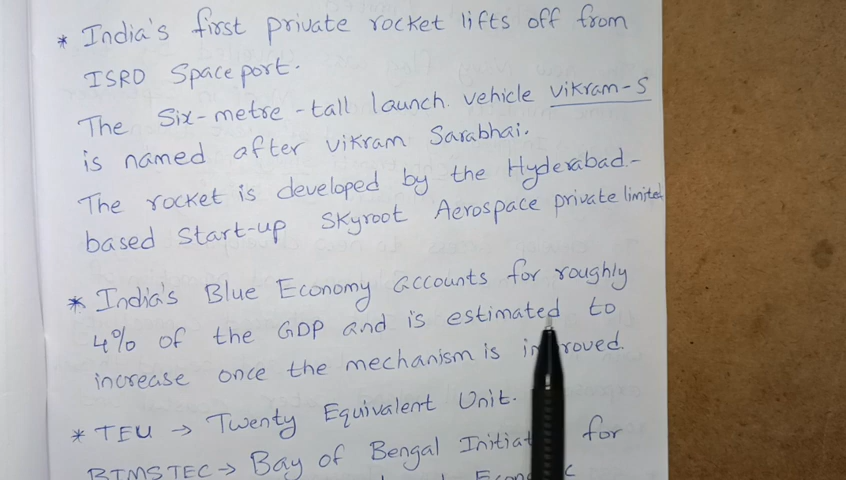 * India's first private rocket lifts off from
ISRO Spaceport.
The Six-metre-tall launch vehicle vikram-S
is named after vikram Sarabhai.
The rocket is developed by the Hyderabad-
based Start-up Skyroot Aerospace private limited
* India's Blue Economy accounts for roughly
4% of the GDP and is estimated to
increase once the mechanism is improved.
* TEU → Twenty Equivalent Unit.
BIMSTEC → Bay of Bengal Initiat for